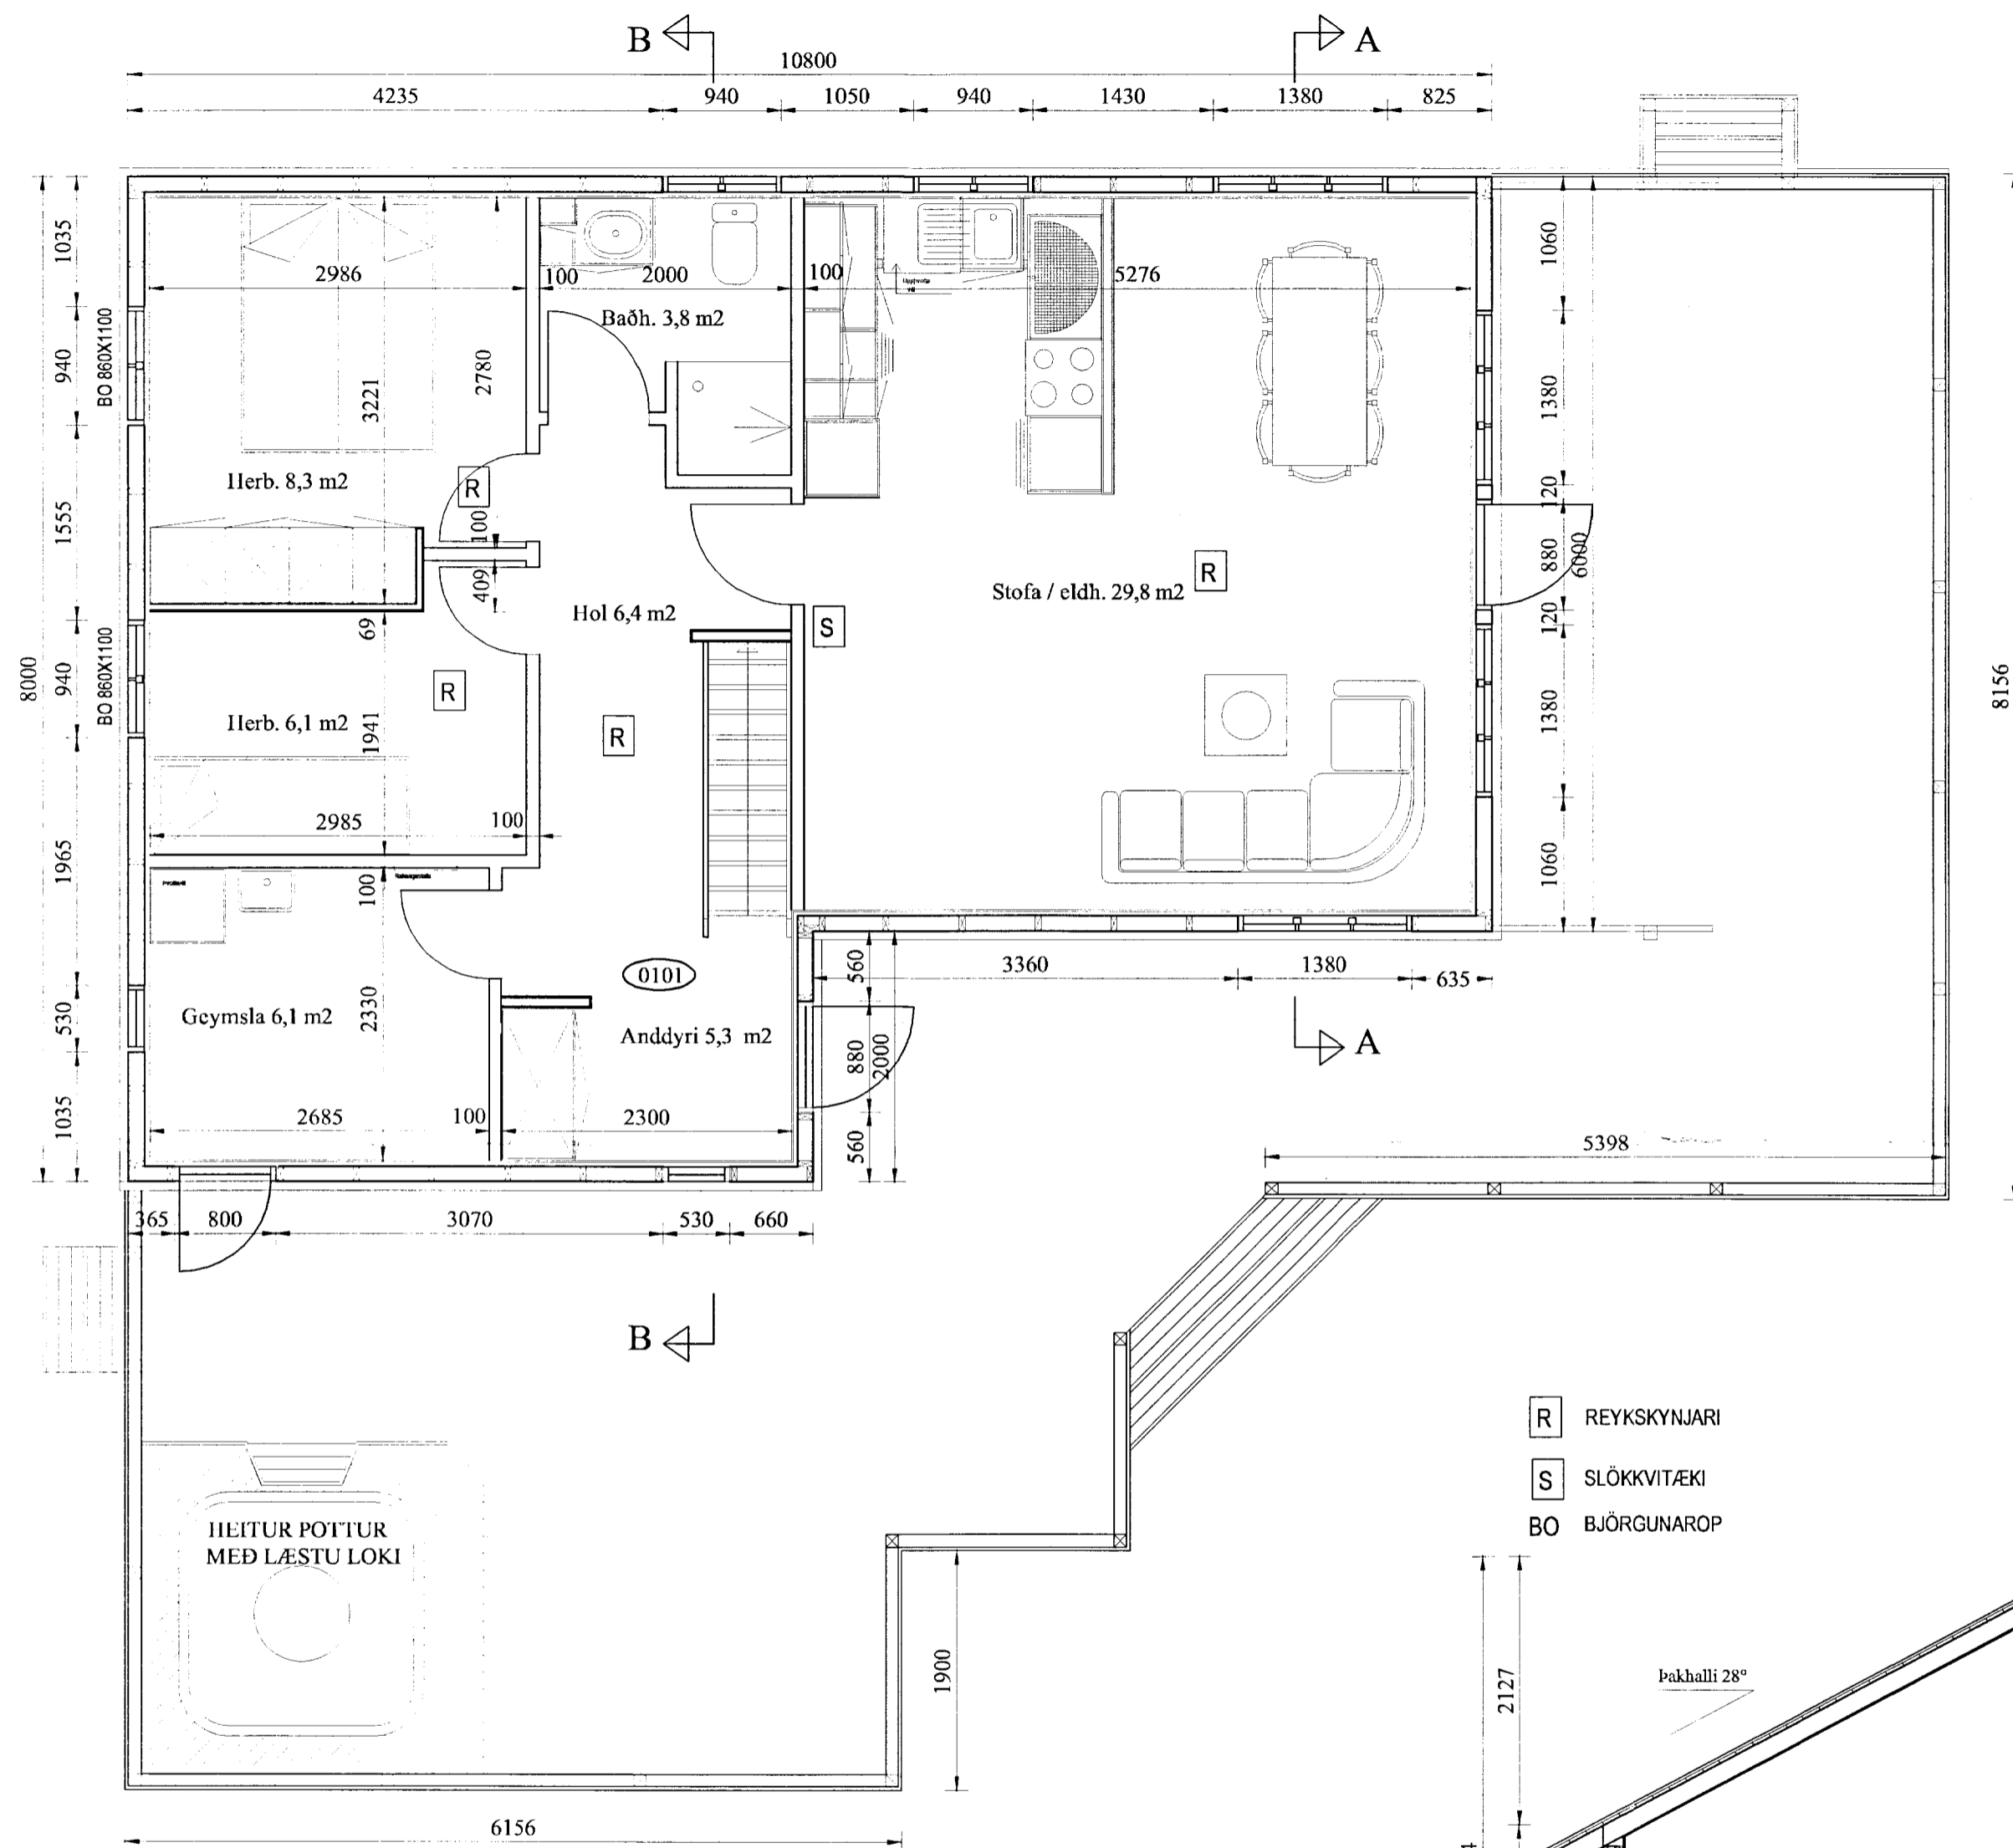 B
A
10800
4235
940
1050
940
1430
1380
825
1035
940
1555
940
1965
530
1035
8000
BO 860X1100
BO 860X1100
2986
100
2000
100
5276
Baðh. 3,8 m2
3221
2780
Herb. 8,3 m2
R
100
409
69
Hol 6,4 m2
Stofa / eldh. 29,8 m2
R
S
R
R
Herb. 6,1 m2
1941
2985
100
100
2330
Geymsla 6,1 m2
0101
Anddyri 5,3 m2
2685
100
2300
1060
1380
120
880
6000
120
1380
1060
8156
3360
1380
635
560
880
2000
560
A
5398
365
800
3070
530
660
B
HEITUR POTTUR
MEÐ LÆSTU LOKI
R REYKSKYNJARI
S SLÖKKVITÆKI
BO BJÖRGUNAROP
1900
2127
Þakhalli 28°
6156